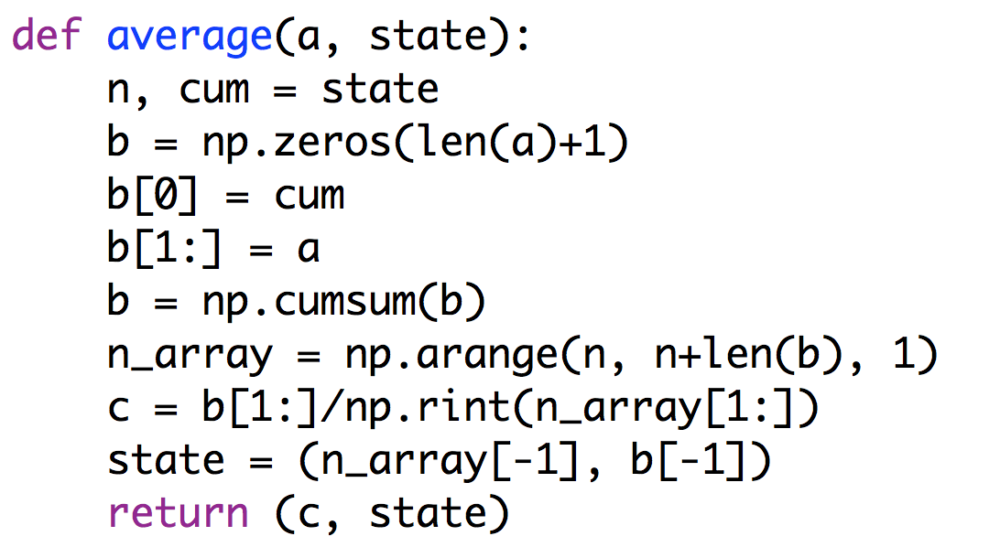 def average(a, state):
    n, cum = state
    b = np.zeros(len(a)+1)
    b[0] = cum
    b[1:] = a
    b = np.cumsum(b)
    n_array = np.arange(n, n+len(b), 1)
    c = b[1:]/np.rint(n_array[1:])
    state = (n_array[-1], b[-1])
    return (c, state)